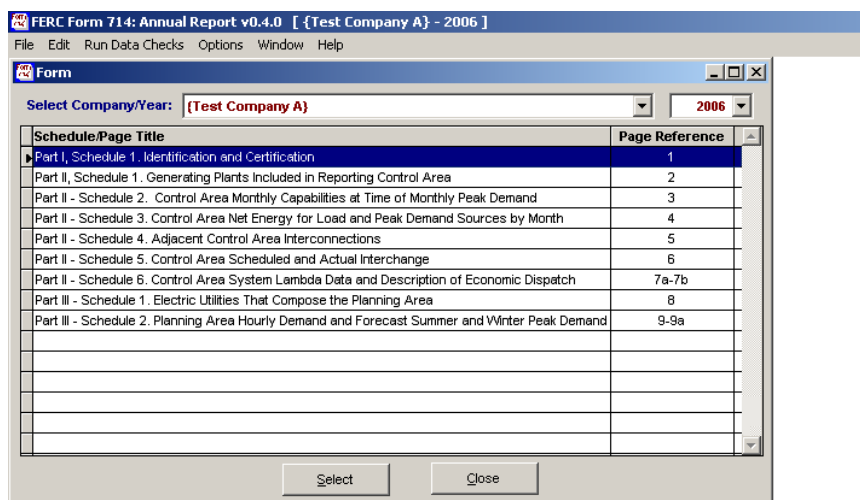 FERC Form 714: Annual Report v0.4.0 [ {Test Company A} - 2006 ]
File Edit Run Data Checks Options Window Help
Form
Select Company/Year: {Test Company A} 2006
Schedule/Page Title Page Reference
Part I, Schedule 1. Identification and Certification 1
Part II, Schedule 1. Generating Plants Included in Reporting Control Area 2
Part II - Schedule 2. Control Area Monthly Capabilities at Time of Monthly Peak Demand 3
Part II - Schedule 3. Control Area Net Energy for Load and Peak Demand Sources by Month 4
Part II - Schedule 4. Adjacent Control Area Interconnections 5
Part II - Schedule 5. Control Area Scheduled and Actual Interchange 6
Part II - Schedule 6. Control Area System Lambda Data and Description of Economic Dispatch 7a-7b
Part III - Schedule 1. Electric Utilities That Compose the Planning Area 8
Part III - Schedule 2. Planning Area Hourly Demand and Forecast Summer and Winter Peak Demand 9-9a
Select Close